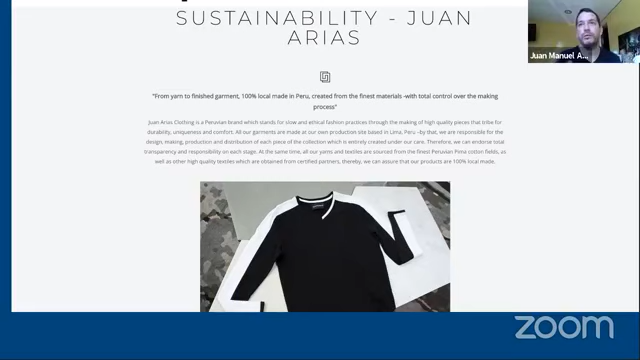 SUSTAINABILITY - JUAN
ARIAS
"From yarn to finished garment, 100% local made in Peru, created from the finest materials -with total control over the making
process"
Juan Arias Clothing is a Peruvian brand which stands for slow and ethical fashion practices through the making of high quality pieces that tribe for
durability, uniqueness and comfort. All our garments are made at our own production site based in Lima, Peru -by that, we are responsible for the
design, making, production and distribution of each piece of the collection which is entirely created under our care. Therefore, we can endorse total
transparency and responsibility on each stage. At the same time, all our yarns and textiles are sourced from the finest Peruvian Pima cotton fields, as
well as other high quality textiles which are obtained from certified partners, thereby, we can assure that our products are 100% local made.
Juan Manuel A...
zoom